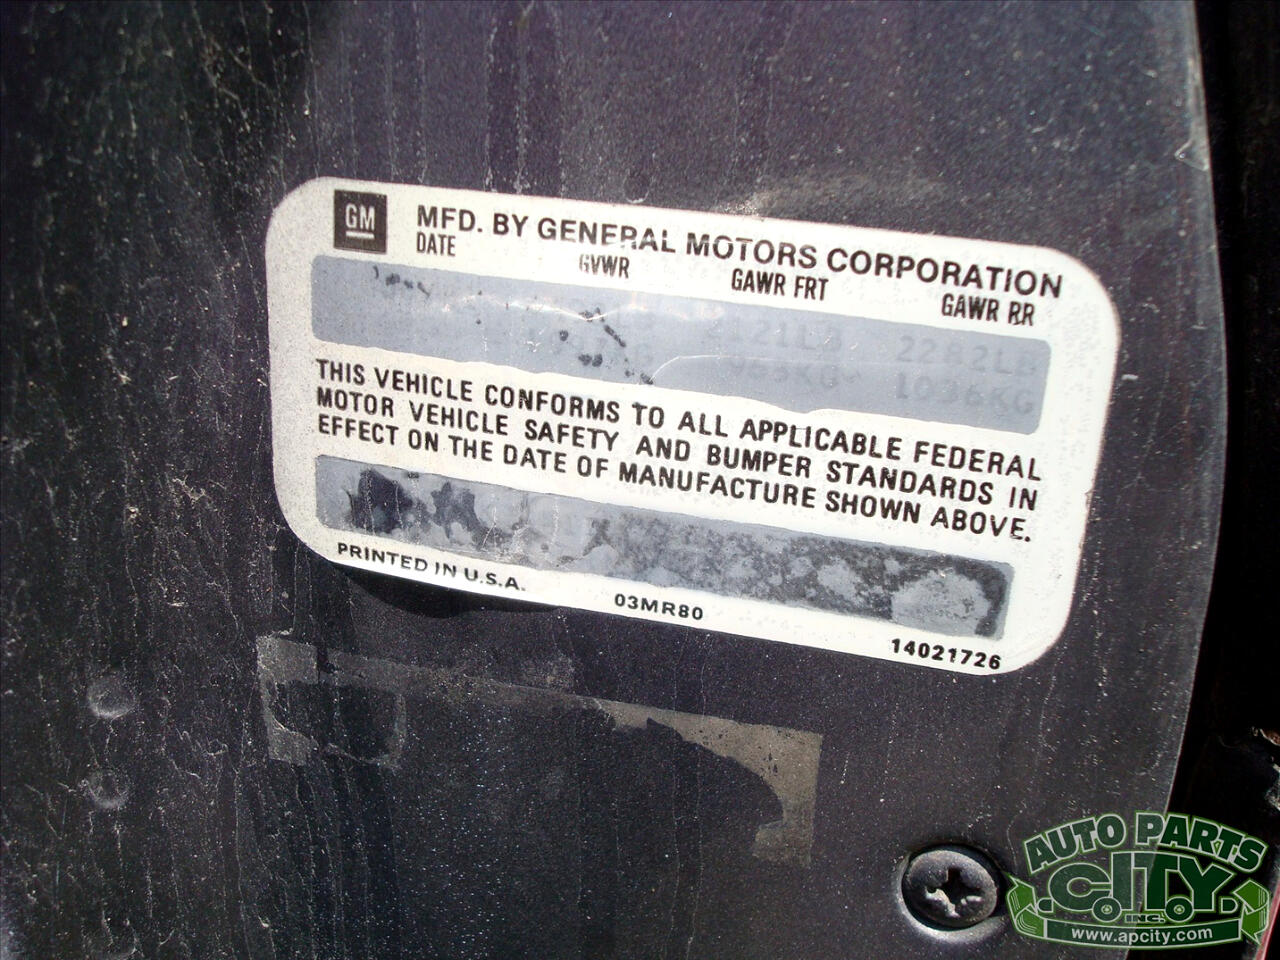 GM
MFD. BY GENERAL MOTORS CORPORATION
DATE GVWR GAWR FRT GAWR RR
THIS VEHICLE CONFORMS TO ALL APPLICABLE FEDERAL
MOTOR VEHICLE SAFETY AND BUMPER STANDARDS IN
EFFECT ON THE DATE OF MANUFACTURE SHOWN ABOVE.
PRINTED IN U.S.A. 03MR80 14021726
AUTO PARTS
CITY
INC.
www.apcity.com